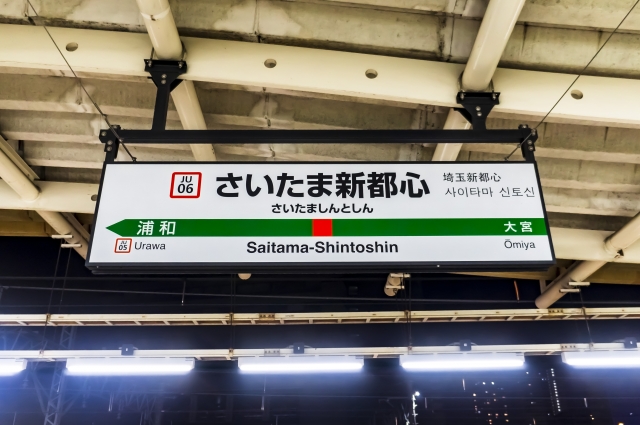 JU 06 さいたま新都心
さいたましんとしん
埼玉新都心
사이타마 신토신
浦和 大宮
JU 05 Urawa Saitama-Shintoshin Ōmiya